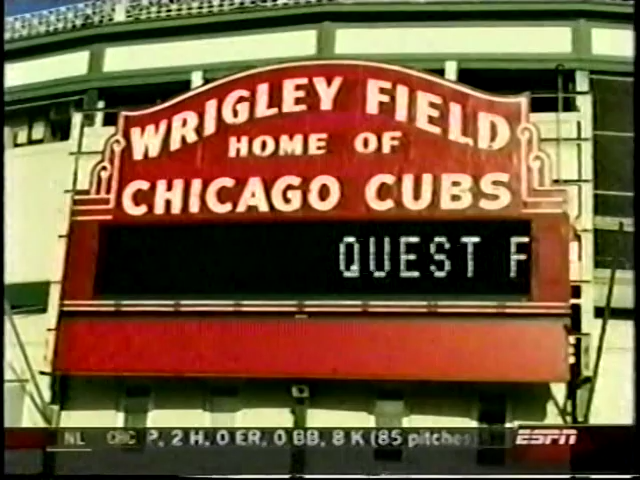 WRIGLEY FIELD
HOME OF
CHICAGO CUBS
QUEST F
NL CHC P, 2 H, 0 ER, 0 BB, 8 K (85 pitches) ESPN